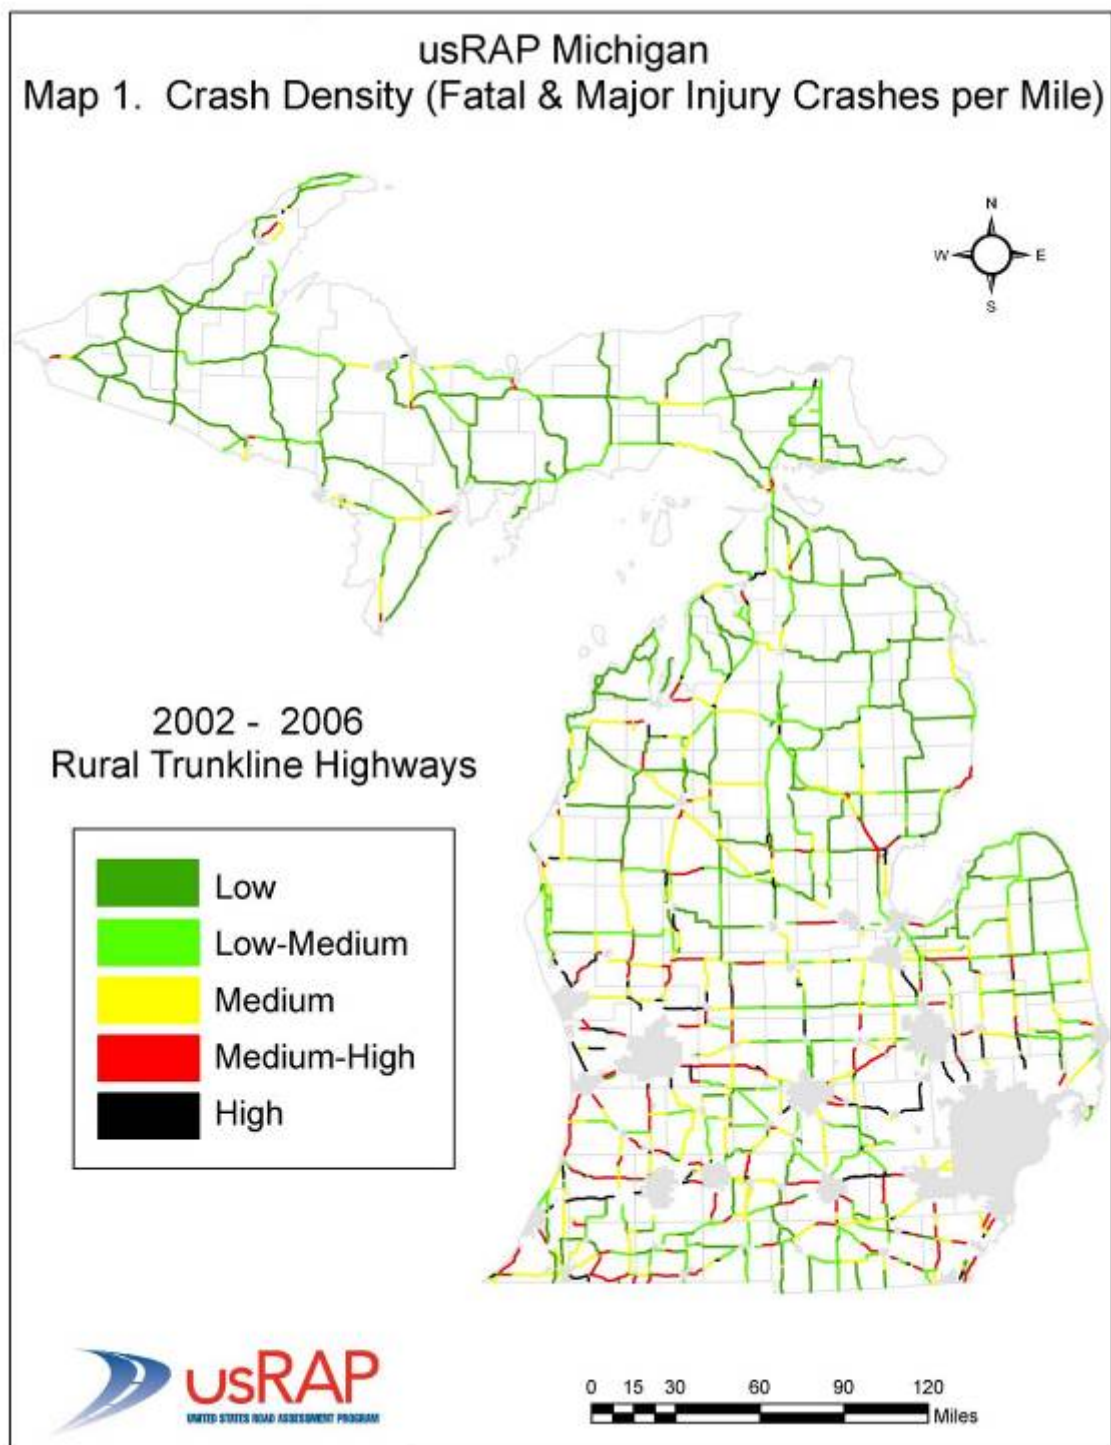 usRAP Michigan
Map 1. Crash Density (Fatal & Major Injury Crashes per Mile)
N
W E
S
2002 - 2006
Rural Trunkline Highways
Low
Low-Medium
Medium
Medium-High
High
usRAP
UNITED STATES ROAD ASSESSMENT PROGRAM
0 15 30 60 90 120
Miles